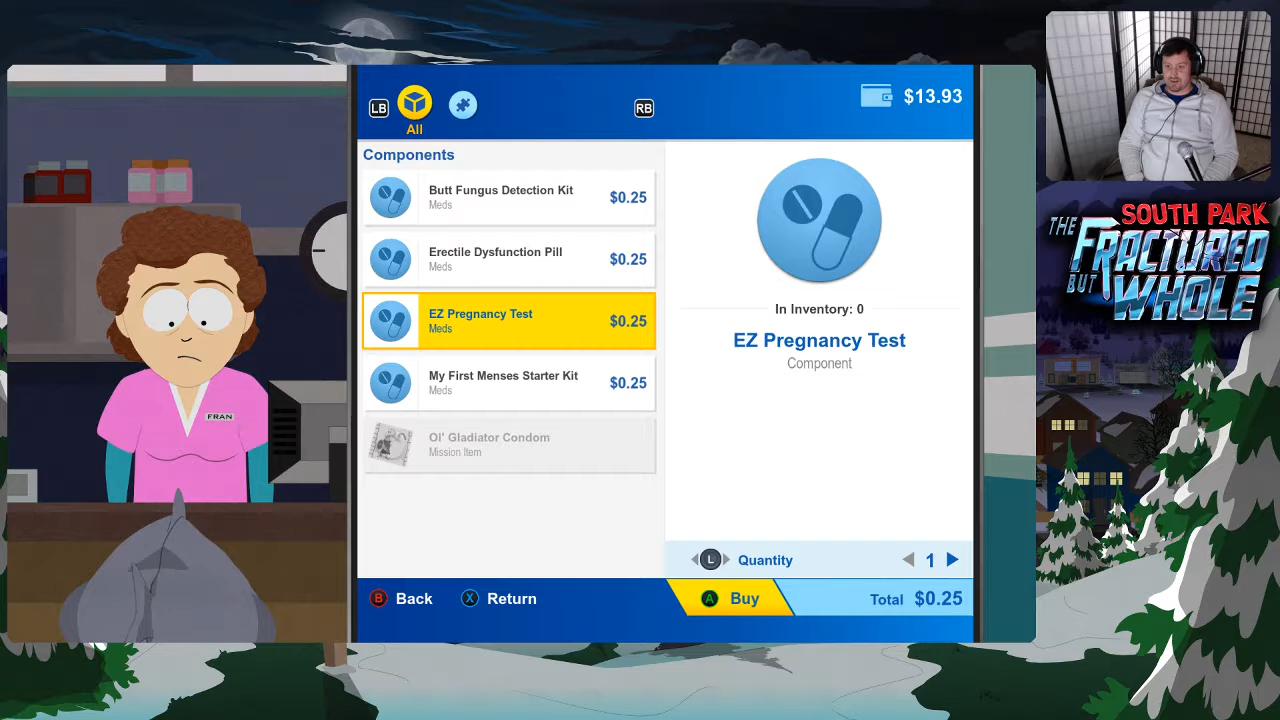 LB
All
RB
$13.93
Components
Butt Fungus Detection Kit
Meds
$0.25
Erectile Dysfunction Pill
Meds
$0.25
EZ Pregnancy Test
Meds
$0.25
My First Menses Starter Kit
Meds
$0.25
Ol' Gladiator Condom
Mission Item
In Inventory: 0
EZ Pregnancy Test
Component
L Quantity 1
B Back
X Return
A Buy
Total $0.25
FRAN
SOUTH PARK
THE
FRACTURED
BUT
WHOLE